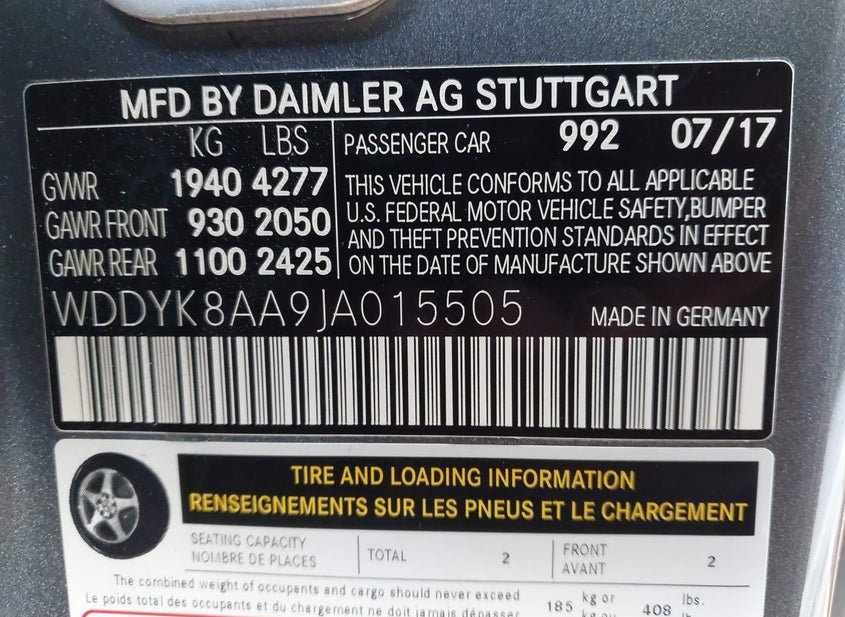 MFD BY DAIMLER AG STUTTGART
KG LBS
GVWR 1940 4277
GAWR FRONT 930 2050
GAWR REAR 1100 2425
PASSENGER CAR 992 07/17
THIS VEHICLE CONFORMS TO ALL APPLICABLE
U.S. FEDERAL MOTOR VEHICLE SAFETY,BUMPER
AND THEFT PREVENTION STANDARDS IN EFFECT
ON THE DATE OF MANUFACTURE SHOWN ABOVE
WDDYK8AA9JA015505 MADE IN GERMANY
TIRE AND LOADING INFORMATION
RENSEIGNEMENTS SUR LES PNEUS ET LE CHARGEMENT
SEATING CAPACITY
NOMBRE DE PLACES
TOTAL 2
FRONT
AVANT
2
The combined weight of occupants and cargo should never exceed
Le poids total des occupants et du chargement ne doit jamais dépasser
185 kg or 408 lbs.